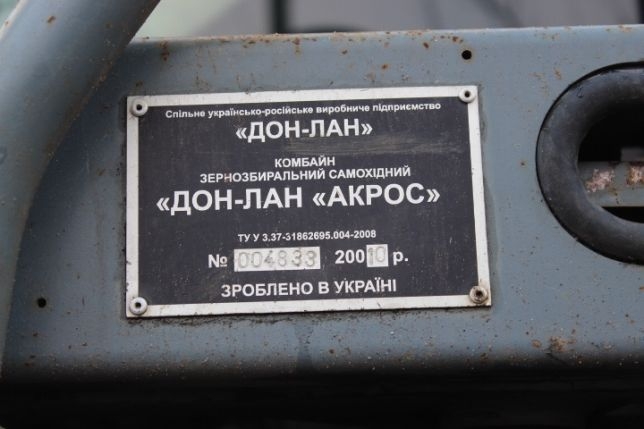 Спільне українсько-російське виробниче підприємство
«ДОН-ЛАН»
КОМБАЙН
ЗЕРНОЗБИРАЛЬНИЙ САМОХІДНИЙ
«ДОН-ЛАН «АКРОС»
ТУ У 3.37-31862695.004-2008
№ 004833 20010 р.
ЗРОБЛЕНО В УКРАЇНІ